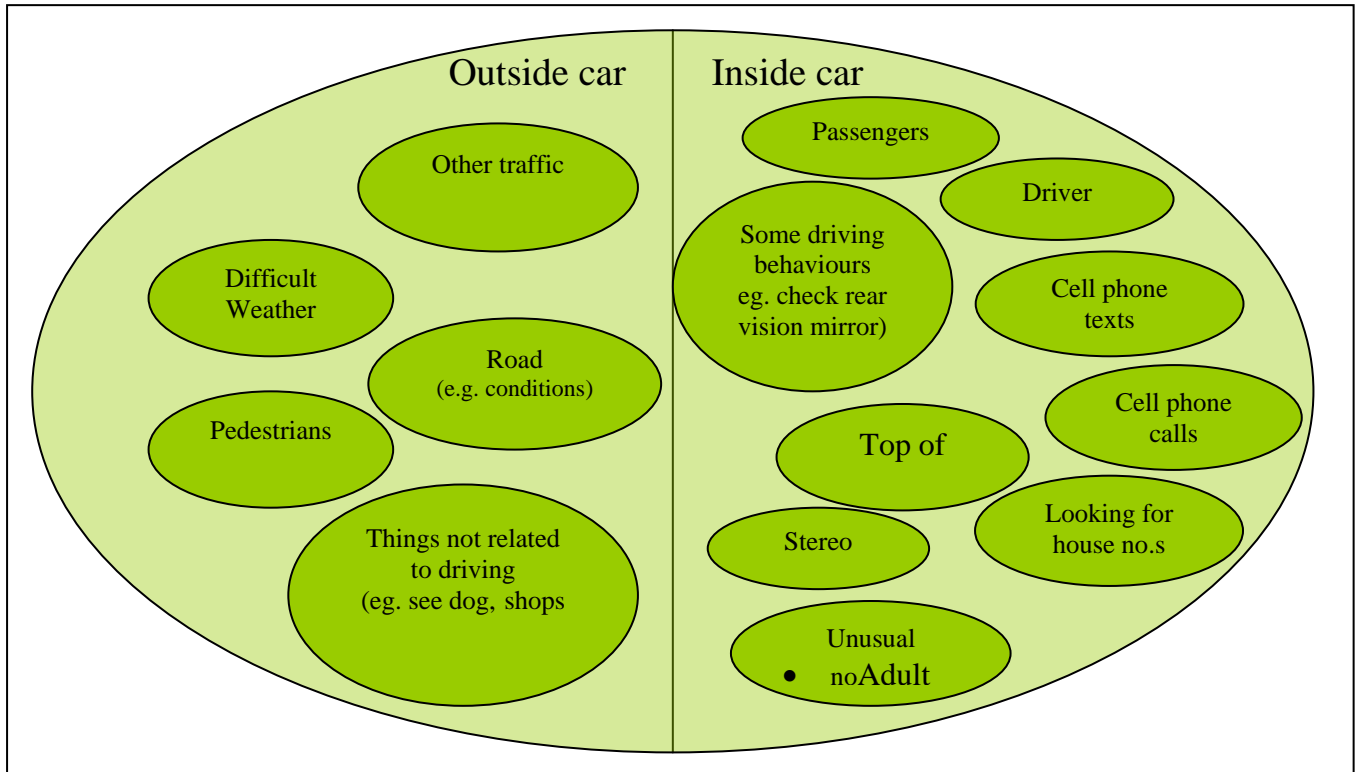 Outside car
Other traffic
Difficult
Weather
Road
(e.g. conditions)
Pedestrians
Things not related
to driving
(eg. see dog, shops
Inside car
Passengers
Driver
Some driving
behaviours
eg. check rear
vision mirror)
Cell phone
texts
Cell phone
calls
Top of
Looking for
house no.s
Stereo
Unusual
• noAdult